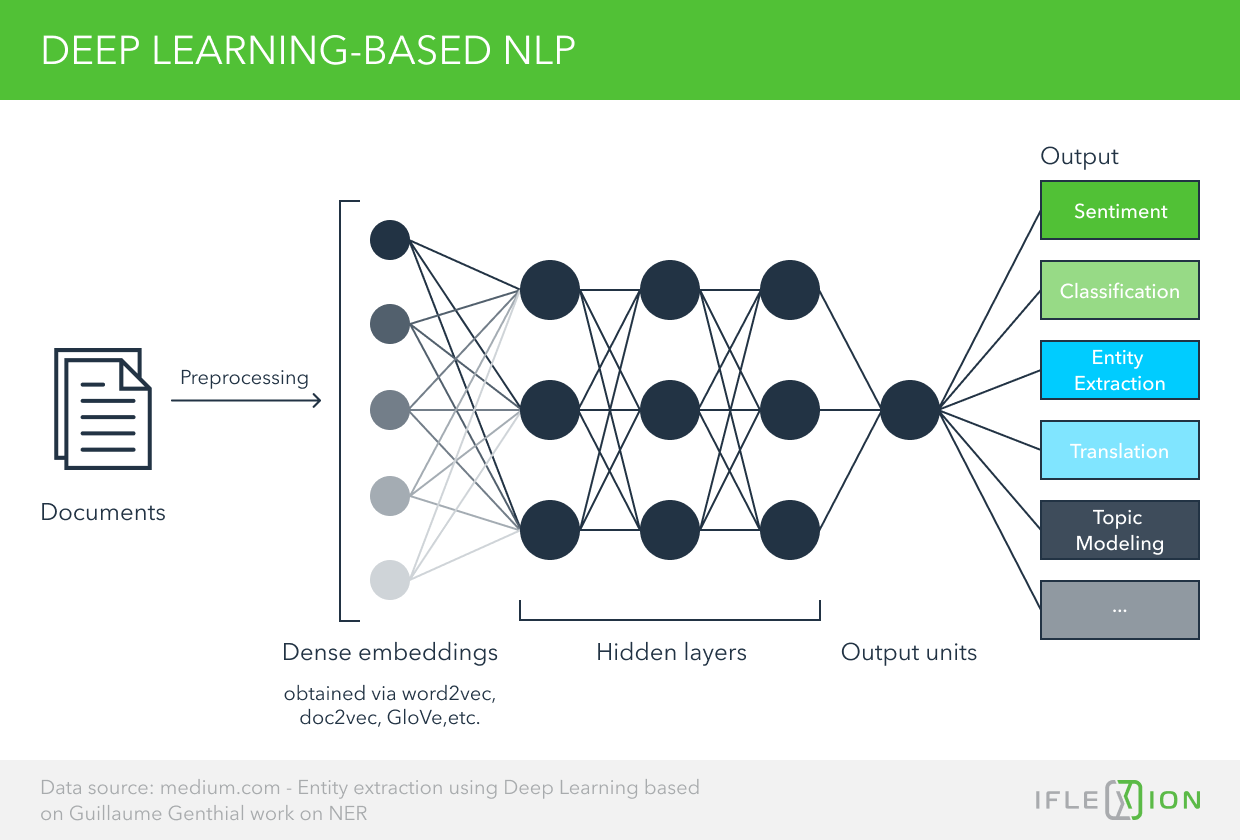 DEEP LEARNING-BASED NLP
Output
Sentiment
Classification
Entity
Extraction
Translation
Topic
Modeling
...
Preprocessing
Documents
Dense embeddings
obtained via word2vec,
doc2vec, GloVe,etc.
Hidden layers
Output units
Data source: medium.com - Entity extraction using Deep Learning based
on Guillaume Genthial work on NER
IFLEXION